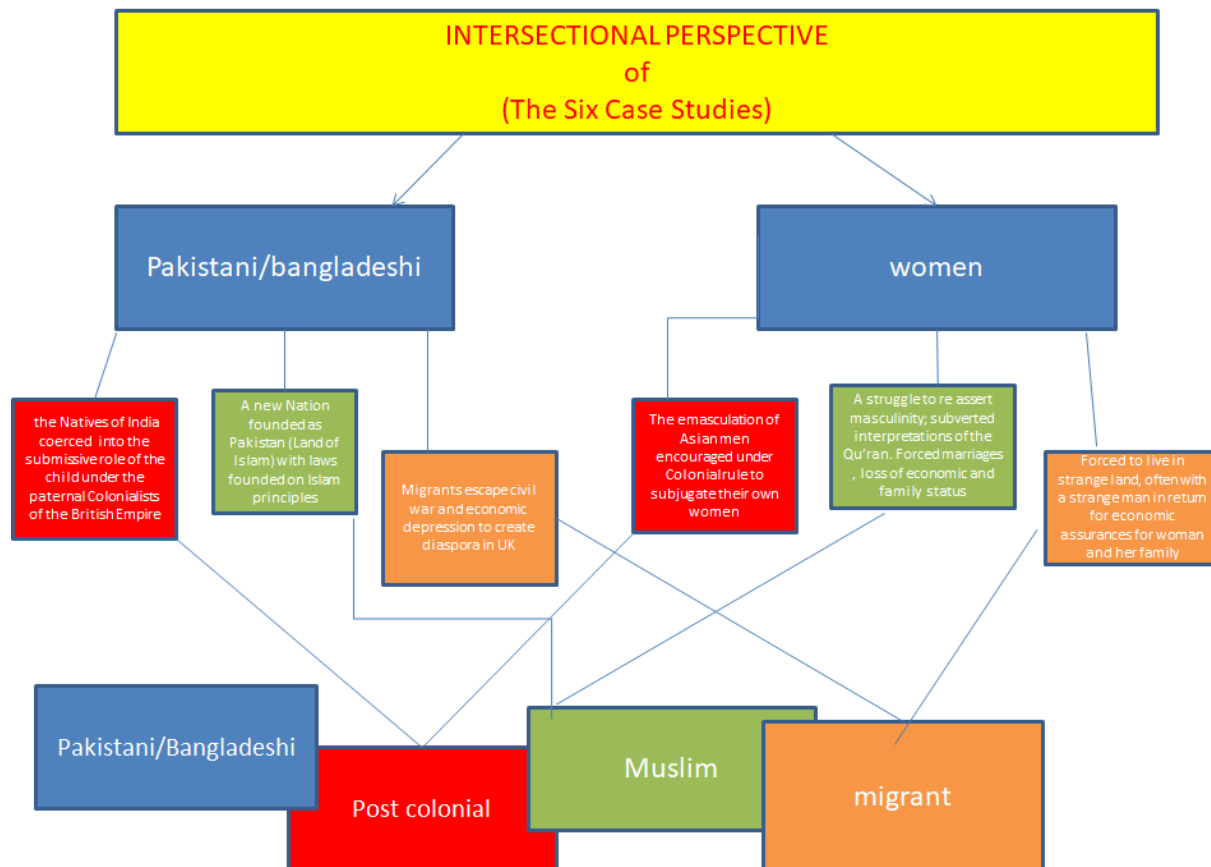 INTERSECTIONAL PERSPECTIVE
of
(The Six Case Studies)
Pakistani/bangladeshi
women
the Natives of India
coerced into the
submissive role of the
child under the
paternal Colonialists
of the British Empire
A new Nation
founded as
Pakistan (Land of
Islam) with laws
founded on Islam
principles
Migrants escape civil
war and economic
depression to create
diaspora in UK
The emasculation of
Asian men
encouraged under
Colonial rule to
subjugate their own
women
A struggle to re assert
masculinity; subverted
interpretations of the
Qu'ran. Forced marriages
, loss of economic and
family status
Forced to live in
strange land, often with
a strange man in return
for economic
assurances for woman
and her family
Pakistani/Bangladeshi
Post colonial
Muslim
migrant